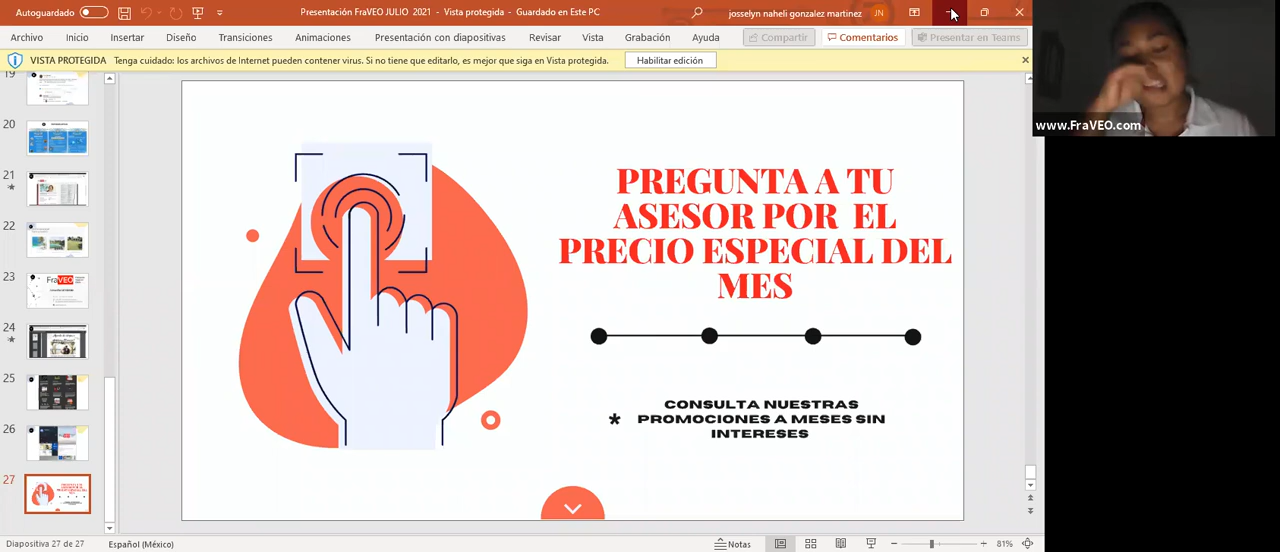 Autoguardado
Presentación FraVEO JULIO 2021 - Vista protegida - Guardado en Este PC
josselyn naheli gonzalez martinez
JN
Archivo Inicio Insertar Diseño Transiciones Animaciones Presentación con diapositivas Revisar Vista Grabación Ayuda
Compartir
Comentarios
Presentar en Teams
VISTA PROTEGIDA Tenga cuidado: los archivos de Internet pueden contener virus. Si no tiene que editarlo, es mejor que siga en Vista protegida.
Habilitar edición
www.FraVEO.com
19
20
21
22
23
FraVEO
24
25
26
27
PREGUNTA A TU
ASESOR POR EL
PRECIO ESPECIAL DEL
MES
CONSULTA NUESTRAS
* PROMOCIONES A MESES SIN
INTERESES
Diapositiva 27 de 27
Español (México)
Notas
81%